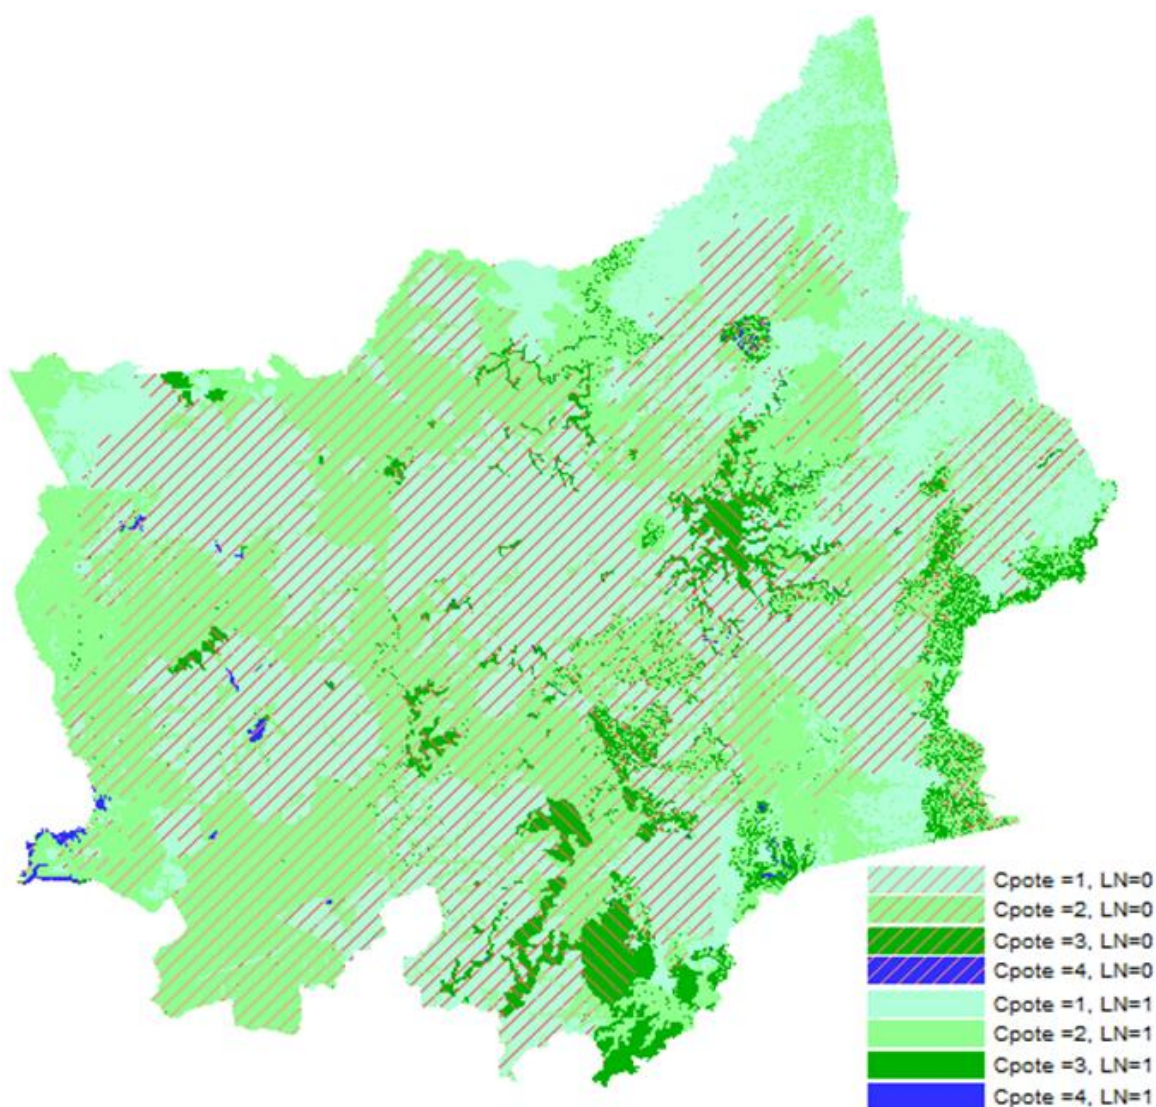 Cpote =1, LN=0
Cpote =2, LN=0
Cpote =3, LN=0
Cpote =4, LN=0
Cpote =1, LN=1
Cpote =2, LN=1
Cpote =3, LN=1
Cpote =4, LN=1